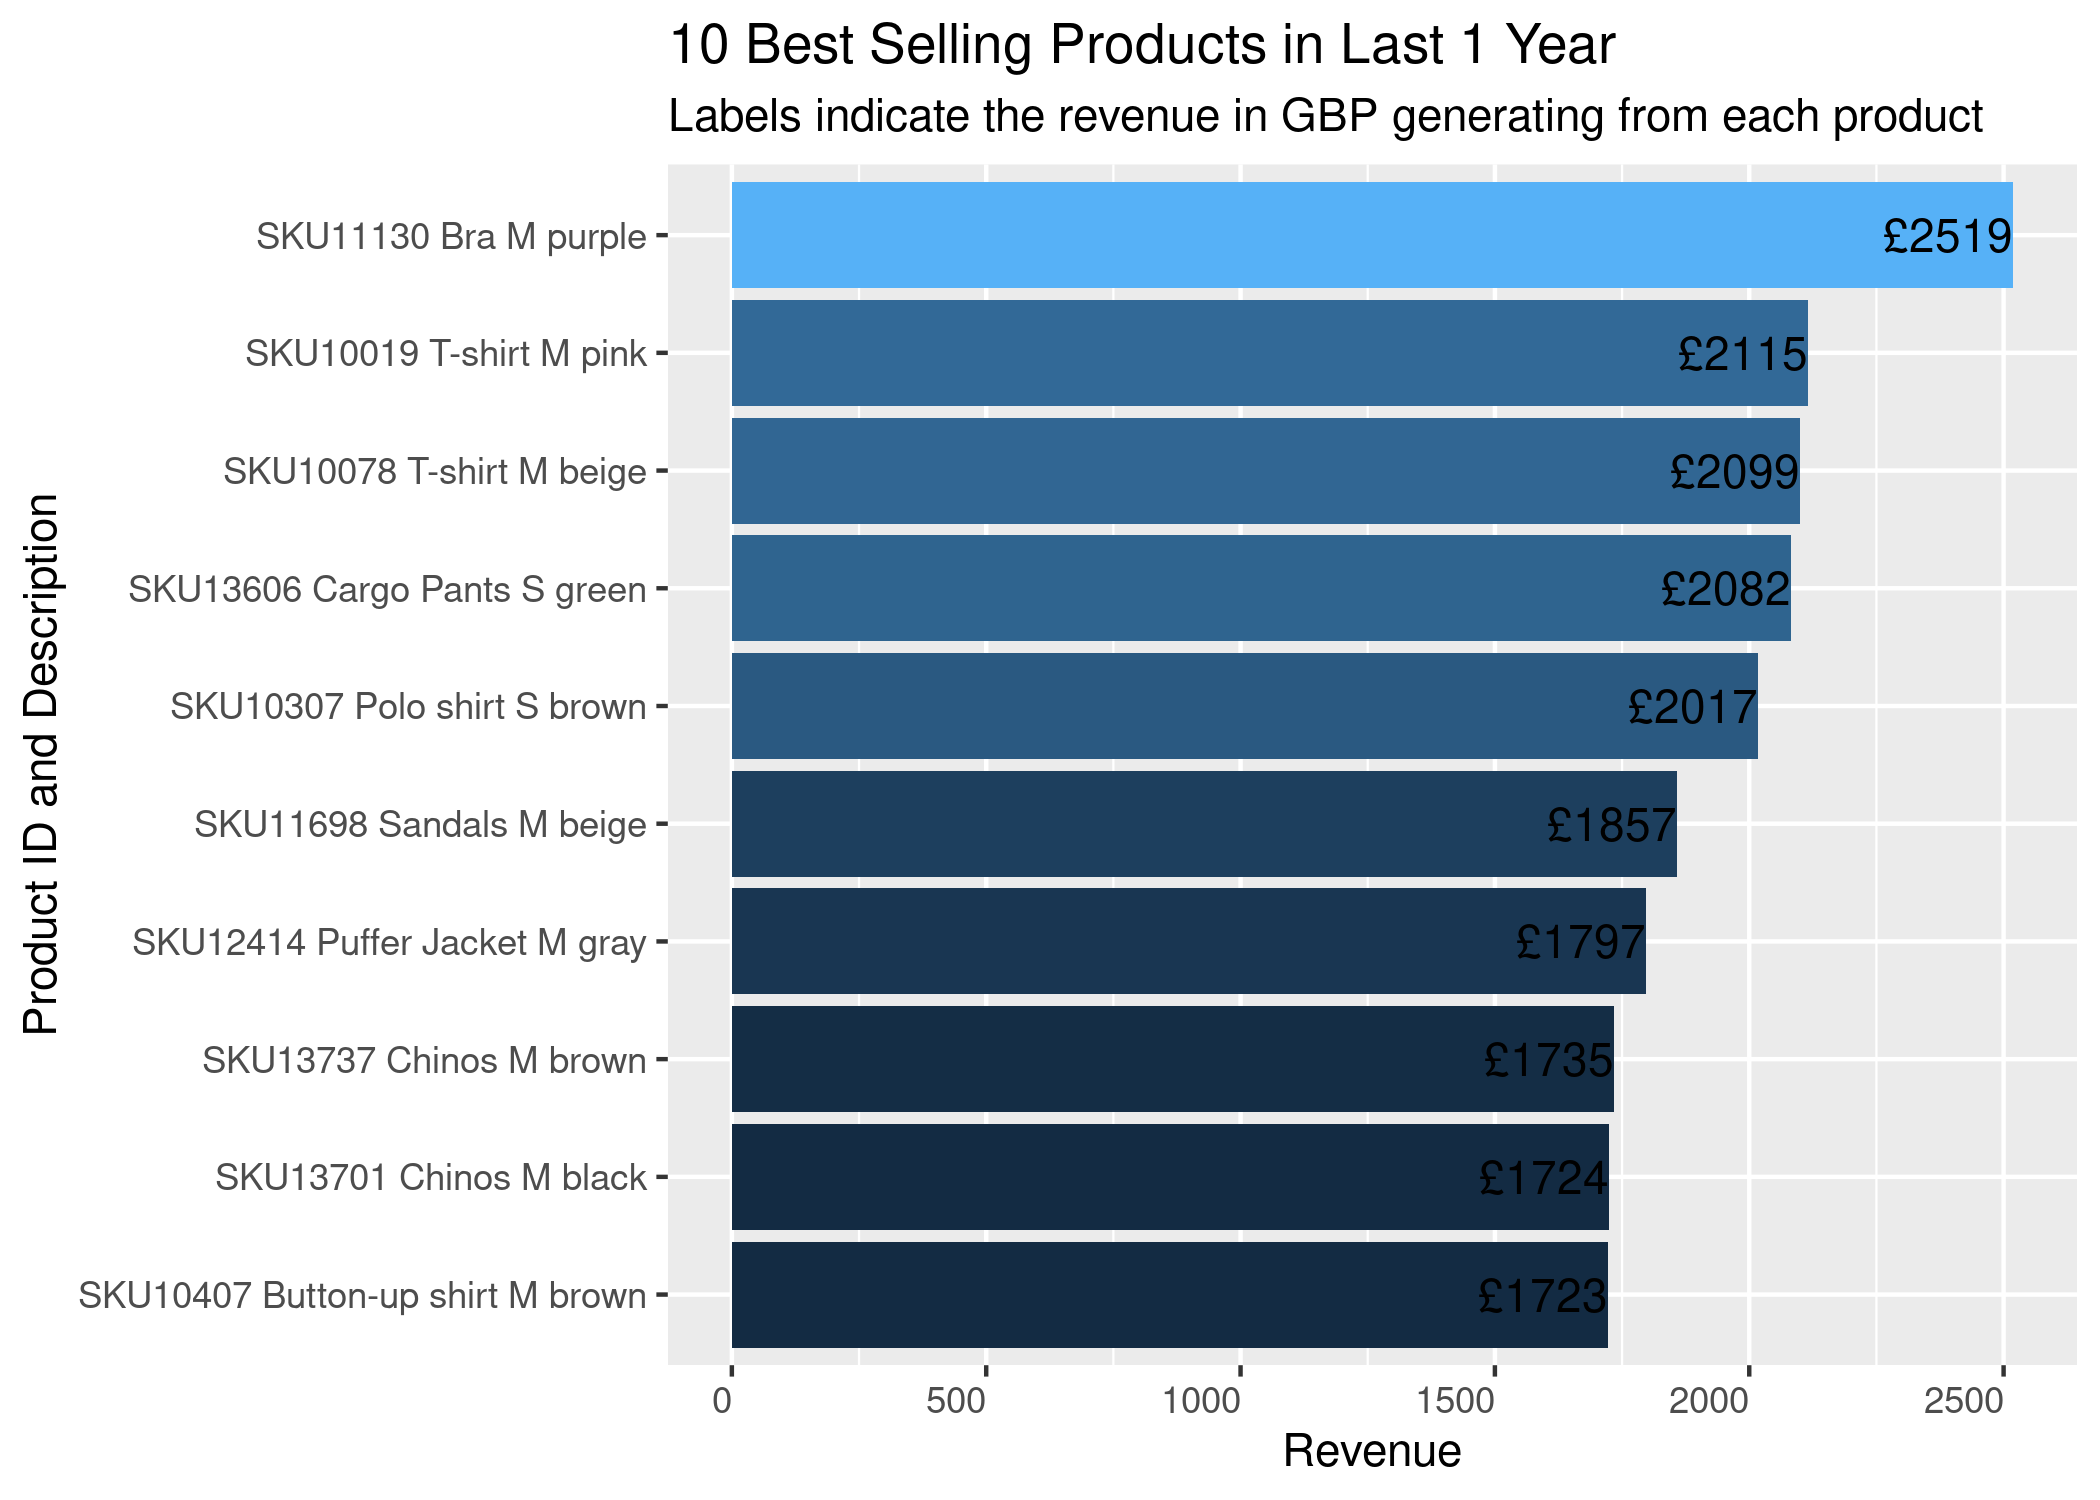 10 Best Selling Products in Last 1 Year
Labels indicate the revenue in GBP generating from each product
Product ID and Description
SKU11130 Bra M purple £2519
SKU10019 T-shirt M pink £2115
SKU10078 T-shirt M beige £2099
SKU13606 Cargo Pants S green £2082
SKU10307 Polo shirt S brown £2017
SKU11698 Sandals M beige £1857
SKU12414 Puffer Jacket M gray £1797
SKU13737 Chinos M brown £1735
SKU13701 Chinos M black £1724
SKU10407 Button-up shirt M brown £1723
0 500 1000 1500 2000 2500
Revenue